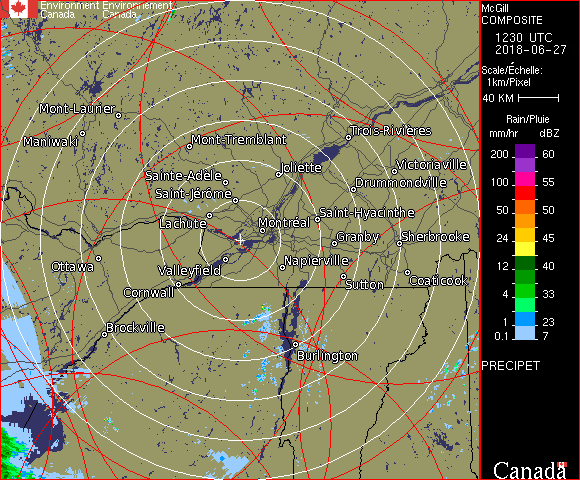 Environment Environnement
Canada Canada
McGill
COMPOSITE
1230 UTC
2018-06-27
Scale/Échelle:
1km/Pixel
40 KM
Rain/Pluie
mm/hr dBZ
200 60
100 55
50 50
24 45
12 40
4 33
1 23
0.1 7
PRECIPET
Canada
Mont-Laurier
Maniwaki
Mont-Tremblant
Trois-Rivières
Sainte-Adèle
Joliette
Victoriaville
Saint-Jérôme
Drummondville
Lachute
Montréal
Saint-Hyacinthe
Granby
Sherbrooke
Ottawa
Valleyfield
Napierville
Cornwall
Sutton
Coaticook
Brockville
Burlington